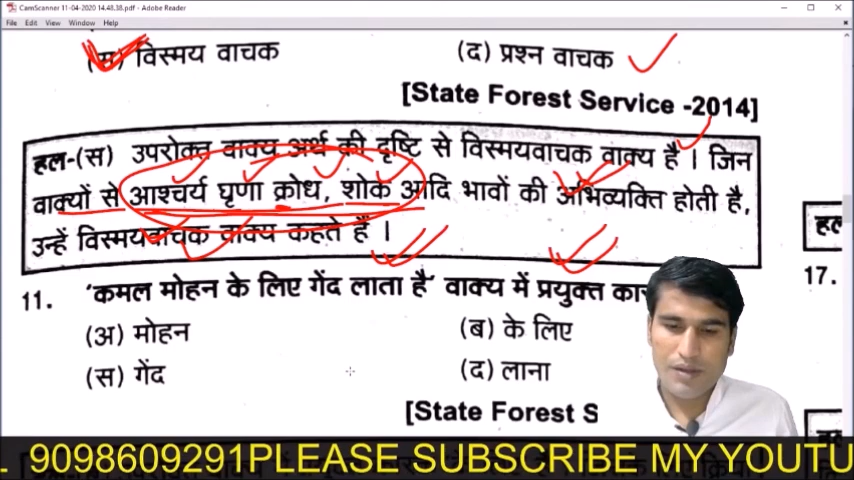 CamScanner 11-04-2020 14.48.38.pdf - Adobe Reader
File Edit View Window Help
(स) विस्मय वाचक
(द) प्रश्न वाचक
[State Forest Service -2014]
हल-(स) उपरोक्त वाक्य अर्थ की दृष्टि से विस्मयवाचक वाक्य है । जिन
वाक्यों से आश्चर्य घृणा क्रोध, शोक आदि भावों की अभिव्यक्ति होती है,
उन्हें विस्मयवाचक वाक्य कहते हैं ।
11. 'कमल मोहन के लिए गेंद लाता है' वाक्य में प्रयुक्त
(अ) मोहन
(ब) के लिए
(स) गेंद
(द) लाना
[State Forest S
17.
9098609291PLEASE SUBSCRIBE MY YOUTU